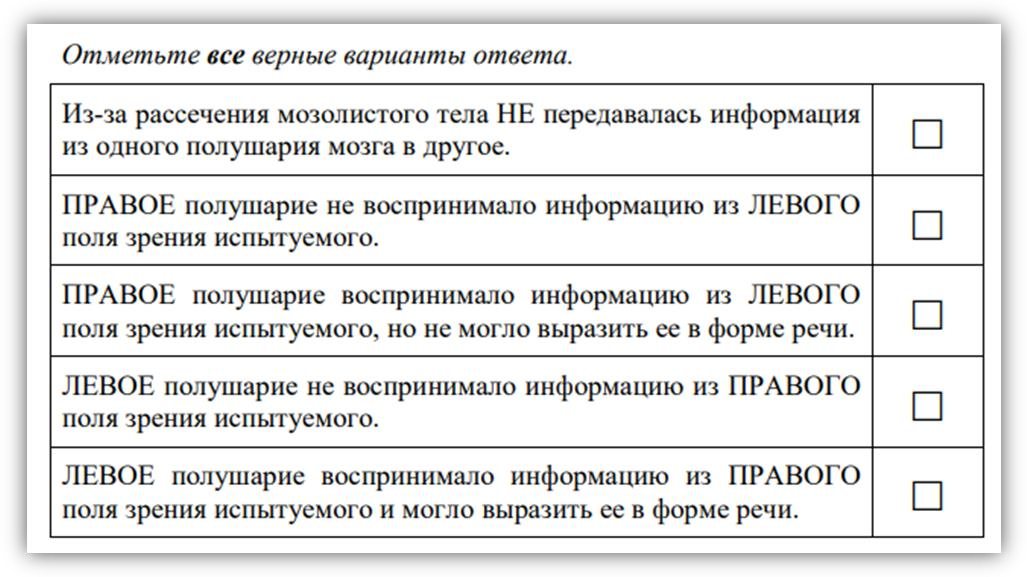 Отметьте все верные варианты ответа.
Из-за рассечения мозолистого тела НЕ передавалась информация
из одного полушария мозга в другое.
ПРАВОЕ полушарие не воспринимало информацию из ЛЕВОГО
поля зрения испытуемого.
ПРАВОЕ полушарие воспринимало информацию из ЛЕВОГО
поля зрения испытуемого, но не могло выразить ее в форме речи.
ЛЕВОЕ полушарие не воспринимало информацию из ПРАВОГО
поля зрения испытуемого.
ЛЕВОЕ полушарие воспринимало информацию из ПРАВОГО
поля зрения испытуемого и могло выразить ее в форме речи.